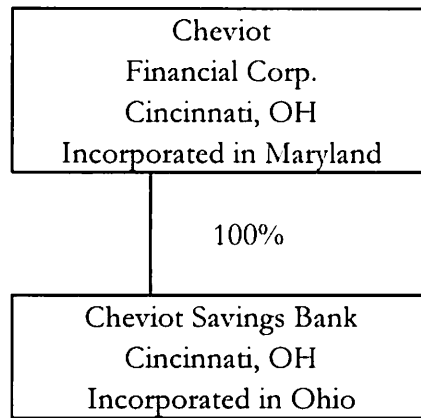 Cheviot
Financial Corp.
Cincinnati, OH
Incorporated in Maryland
100%
Cheviot Savings Bank
Cincinnati, OH
Incorporated in Ohio